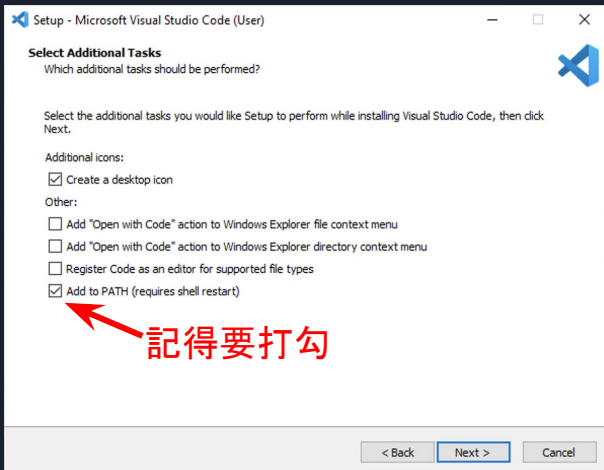 Setup - Microsoft Visual Studio Code (User)
Select Additional Tasks
Which additional tasks should be performed?
Select the additional tasks you would like Setup to perform while installing Visual Studio Code, then click
Next.
Additional icons:
Create a desktop icon
Other:
Add "Open with Code" action to Windows Explorer file context menu
Add "Open with Code" action to Windows Explorer directory context menu
Register Code as an editor for supported file types
Add to PATH (requires shell restart)
記得要打勾
< Back Next > Cancel